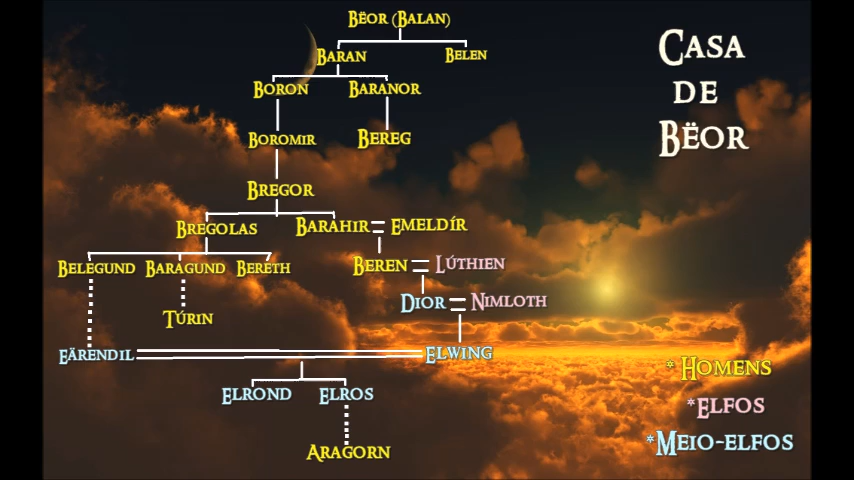 Bëor (Balan)
Casa
de
Bëor
Baran
Belen
Boron
Baranor
Boromir
Bereg
Bregor
Bregolas
Barahir = Emeldír
Belegund
Baragund
Bereth
Beren = Lúthien
Dior = Nimloth
Túrin
Eärendil
Elwing
Elrond
Elros
Aragorn
* Homens
*Elfos
*Meio-elfos